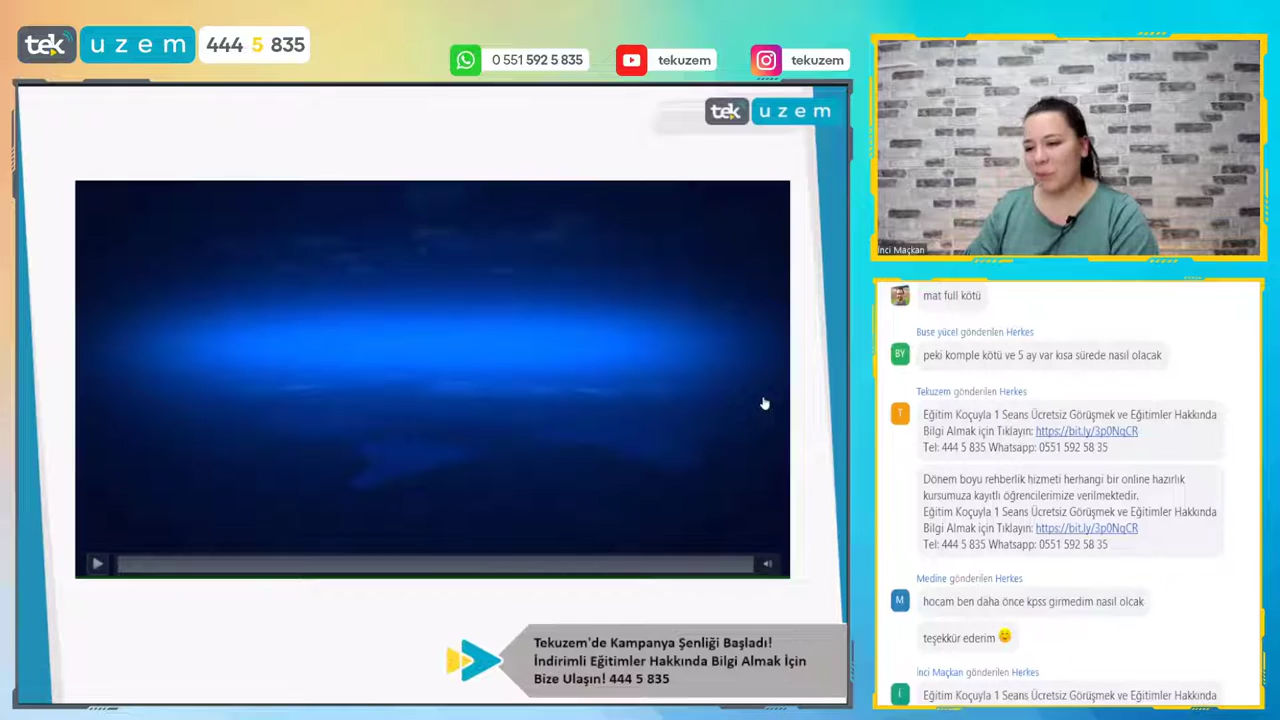 tek uzem 444 5 835
0 551 592 5 835
tekuzem
tekuzem
tek uzem
Tekuzem'de Kampanya Şenliği Başladı!
İndirimli Eğitimler Hakkında Bilgi Almak İçin
Bize Ulaşın! 444 5 835
İnci Maçkan
mat full kötü
Buse yücel gönderilen Herkes
BY
peki komple kötü ve 5 ay var kısa sürede nasıl olacak
Tekuzem gönderilen Herkes
T
Eğitim Koçuyla 1 Seans Ücretsiz Görüşmek ve Eğitimler Hakkında
Bilgi Almak için Tıklayın: https://bit.ly/3p0NqCR
Tel: 444 5 835 Whatsapp: 0551 592 58 35
Dönem boyu rehberlik hizmeti herhangi bir online hazırlık
kursumuza kayıtlı öğrencilerimize verilmektedir.
Eğitim Koçuyla 1 Seans Ücretsiz Görüşmek ve Eğitimler Hakkında
Bilgi Almak için Tıklayın: https://bit.ly/3p0NqCR
Tel: 444 5 835 Whatsapp: 0551 592 58 35
Medine gönderilen Herkes
M
hocam ben daha önce kpss gırmedim nasıl olcak
teşekkür ederim
İnci Maçkan gönderilen Herkes
İ
Eğitim Koçuyla 1 Seans Ücretsiz Görüşmek ve Eğitimler Hakkında